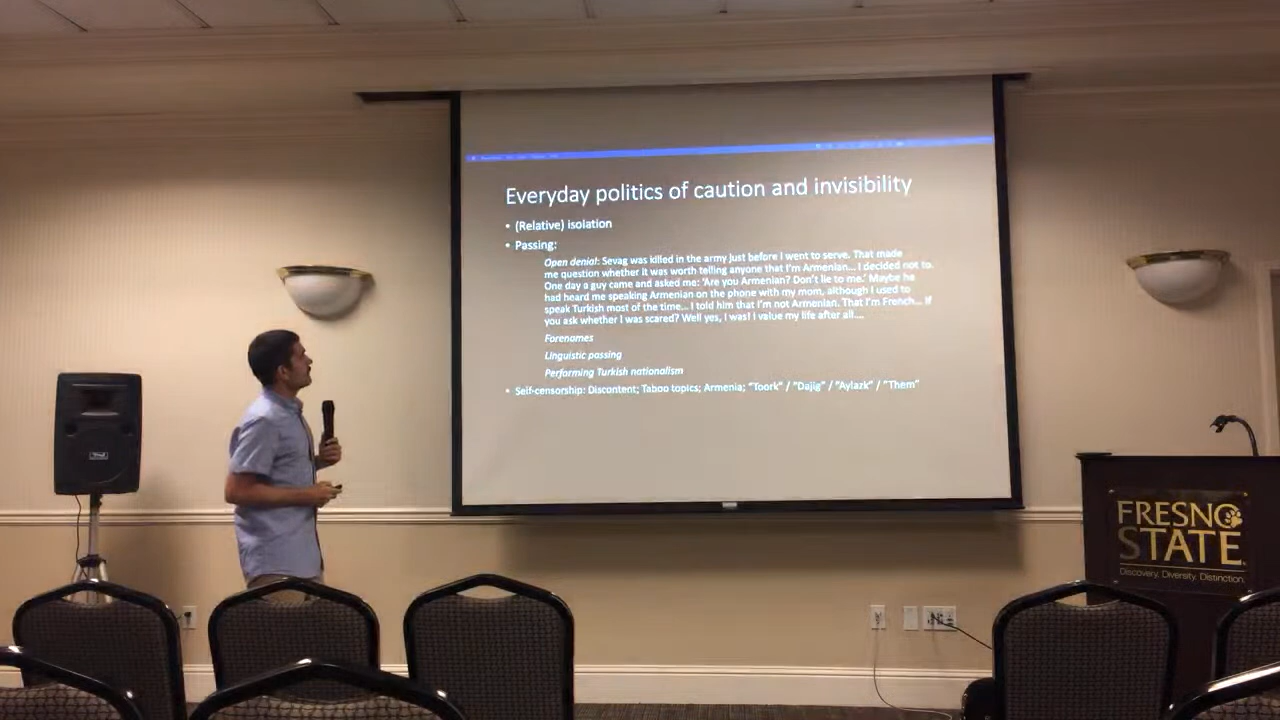 Everyday politics of caution and invisibility
• (Relative) isolation
• Passing:
Open denial: Sevag was killed in the army just before I went to serve. That made
me question whether it was worth telling anyone that I'm Armenian... I decided not to.
One day a guy came and asked me: 'Are you Armenian? Don't lie to me.' Maybe he
had heard me speaking Armenian on the phone with my mom, although I used to
speak Turkish most of the time... I told him that I'm not Armenian. That I'm French... If
you ask whether I was scared? Well yes, I was! I value my life after all....
Forenames
Linguistic passing
Performing Turkish nationalism
• Self-censorship: Discontent; Taboo topics; Armenia; "Toork" / "Dajig" / "Aylazk" / "Them"
FRESNO
STATE
Discovery. Diversity. Distinction.